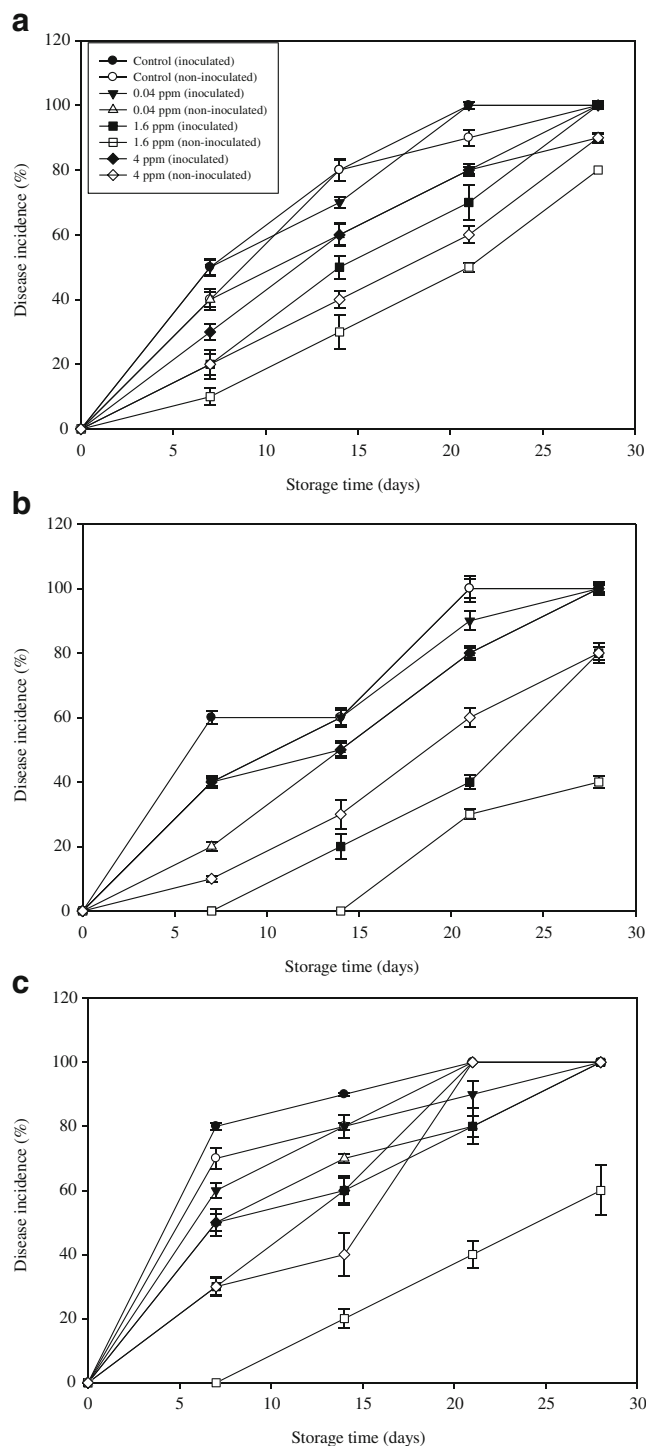 a
120
100
80
60
40
20
0
Disease incidence (%)
Control (inoculated)
Control (non-inoculated)
0.04 ppm (inoculated)
0.04 ppm (non-inoculated)
1.6 ppm (inoculated)
1.6 ppm (non-inoculated)
4 ppm (inoculated)
4 ppm (non-inoculated)
0 5 10 15 20 25 30
Storage time (days)
b
120
100
80
60
40
20
0
Disease incidence (%)
0 5 10 15 20 25 30
Storage time (days)
c
120
100
80
60
40
20
0
Disease incidence (%)
0 5 10 15 20 25 30
Storage time (days)